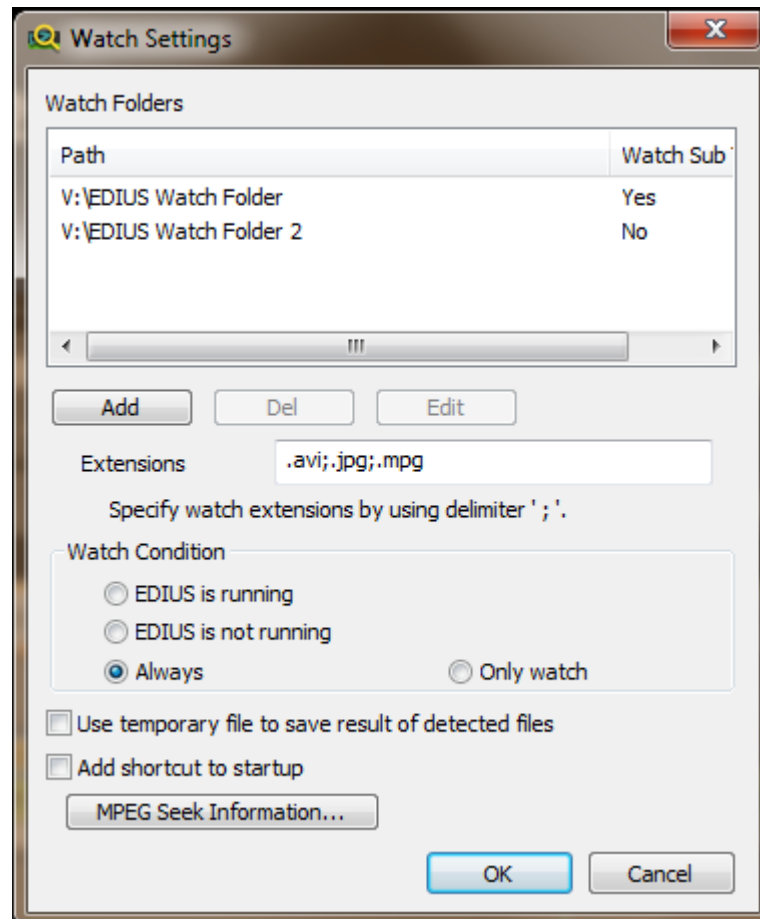 Watch Settings
Watch Folders
Path Watch Sub
V:\EDIUS Watch Folder Yes
V:\EDIUS Watch Folder 2 No
Add Del Edit
Extensions .avi;.jpg;.mpg
Specify watch extensions by using delimiter ' ; '.
Watch Condition
EDIUS is running
EDIUS is not running
Always Only watch
Use temporary file to save result of detected files
Add shortcut to startup
MPEG Seek Information...
OK Cancel